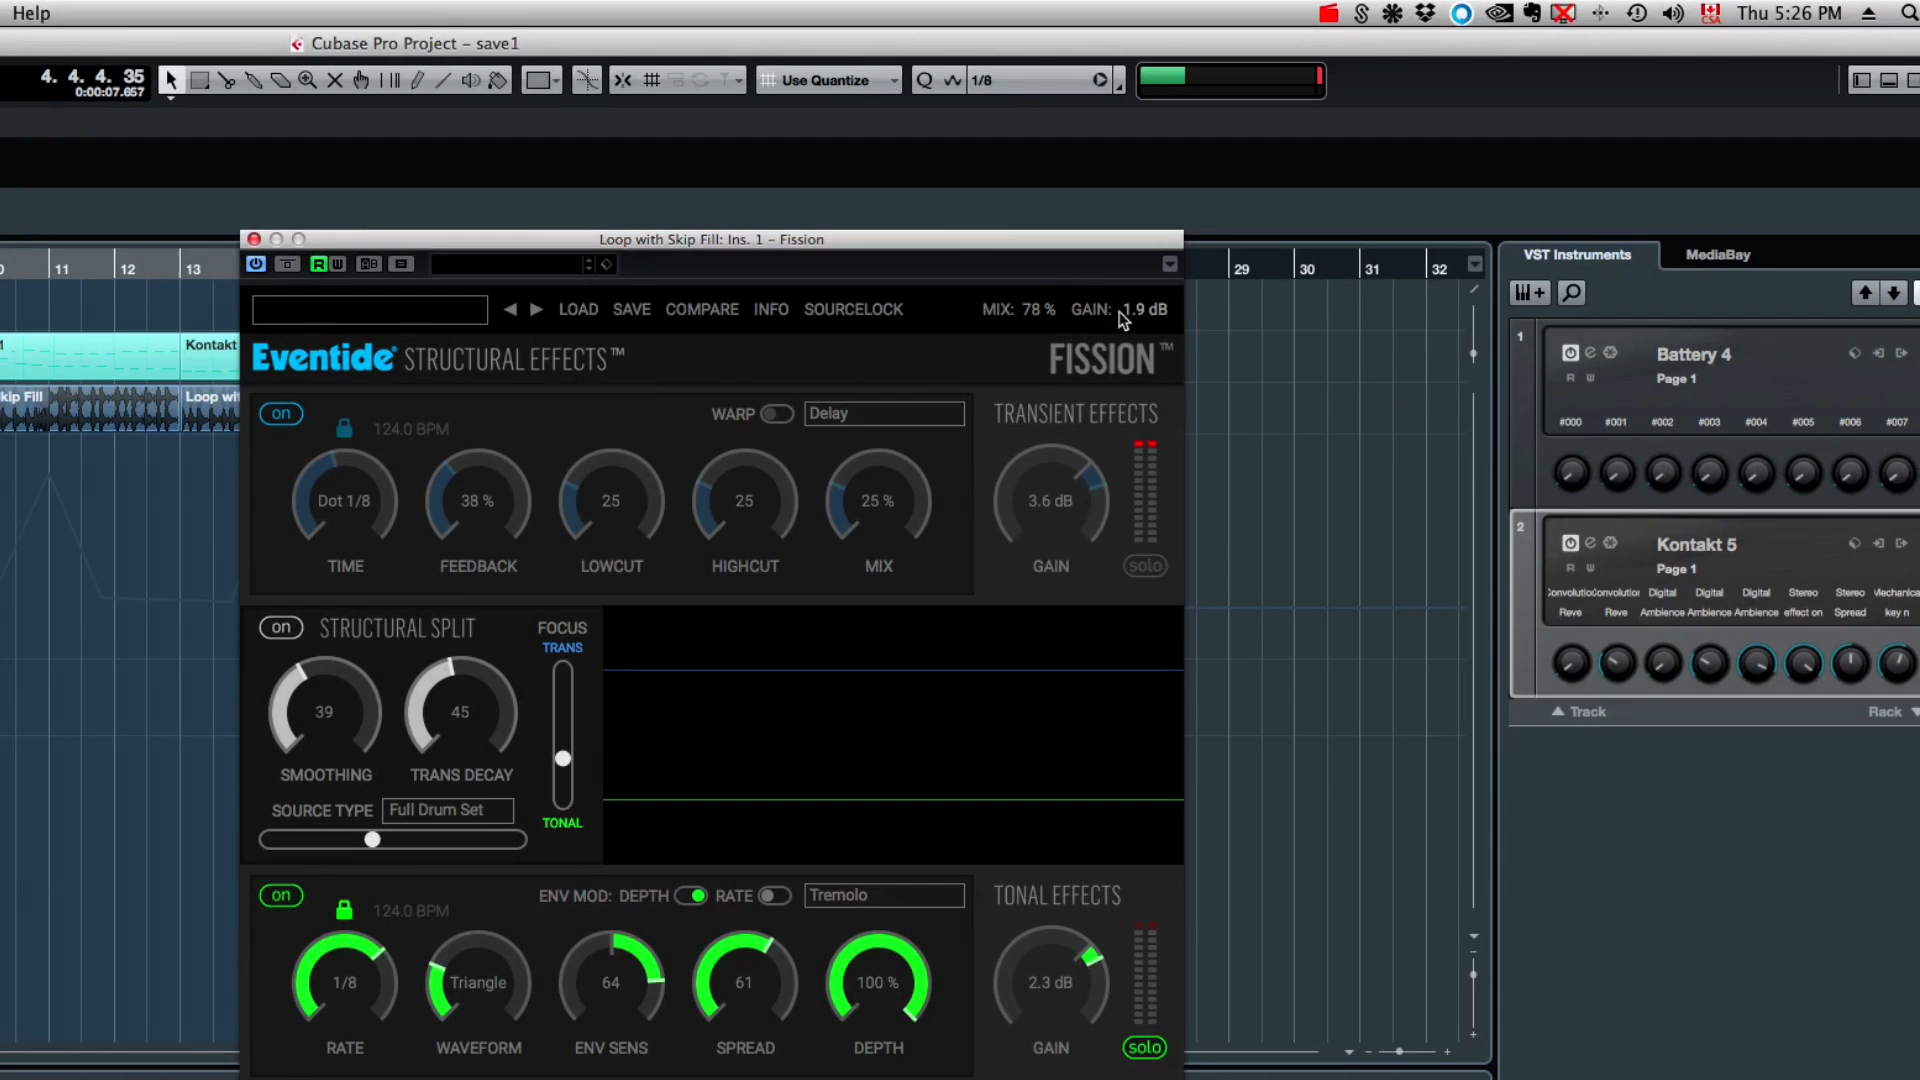 Help
CSA
Thu 5:26 PM
Cubase Pro Project - save1
4. 4. 4. 35
0:00:07.657
Use Quantize
Q
1/8
Loop with Skip Fill: Ins. 1 - Fission
R W
11 12 13
29 30 31 32
VST Instruments MediaBay
LOAD SAVE COMPARE INFO SOURCELOCK MIX: 78 % GAIN: 1.9 dB
Eventide® STRUCTURAL EFFECTS™ FISSION™
Kontakt
kip Fill
Loop wit
on
124.0 BPM
WARP
Delay
TRANSIENT EFFECTS
Dot 1/8 38 % 25 25 25 % 3.6 dB
TIME FEEDBACK LOWCUT HIGHCUT MIX GAIN solo
on STRUCTURAL SPLIT FOCUS
TRANS
39 45
SMOOTHING TRANS DECAY
SOURCE TYPE Full Drum Set
TONAL
on
124.0 BPM
ENV MOD: DEPTH RATE Tremolo TONAL EFFECTS
1/8 Triangle 64 61 100 % 2.3 dB
RATE WAVEFORM ENV SENS SPREAD DEPTH GAIN solo
1
Battery 4
R W Page 1
#000 #001 #002 #003 #004 #005 #006 #007
2
Kontakt 5
R W Page 1
Convolutio Convolutio Digital Digital Digital Stereo Stereo Mechanica
Reve Reve Ambience Ambience Ambience effect on Spread key n
Track Rack